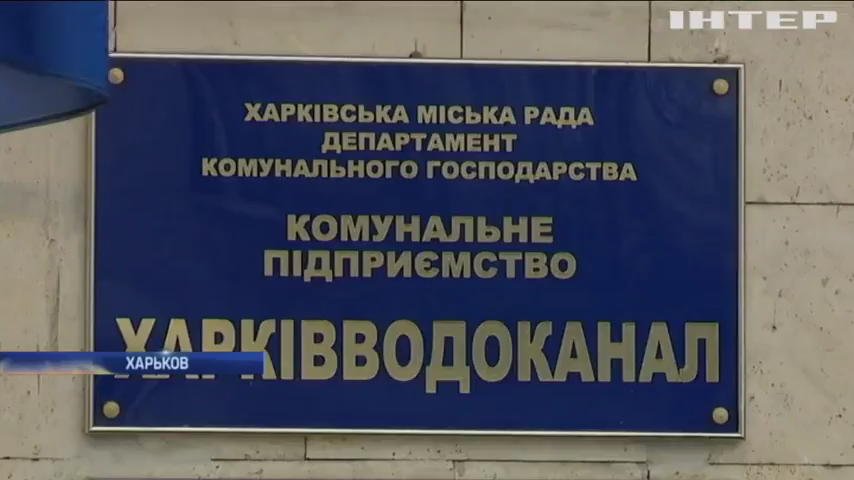 ІНТЕР
ХАРКІВСЬКА МІСЬКА РАДА
ДЕПАРТАМЕНТ
КОМУНАЛЬНОГО ГОСПОДАРСТВА
КОМУНАЛЬНЕ
ПІДПРИЄМСТВО
ХАРКІВВОДОКАНАЛ
ХАРЬКОВ